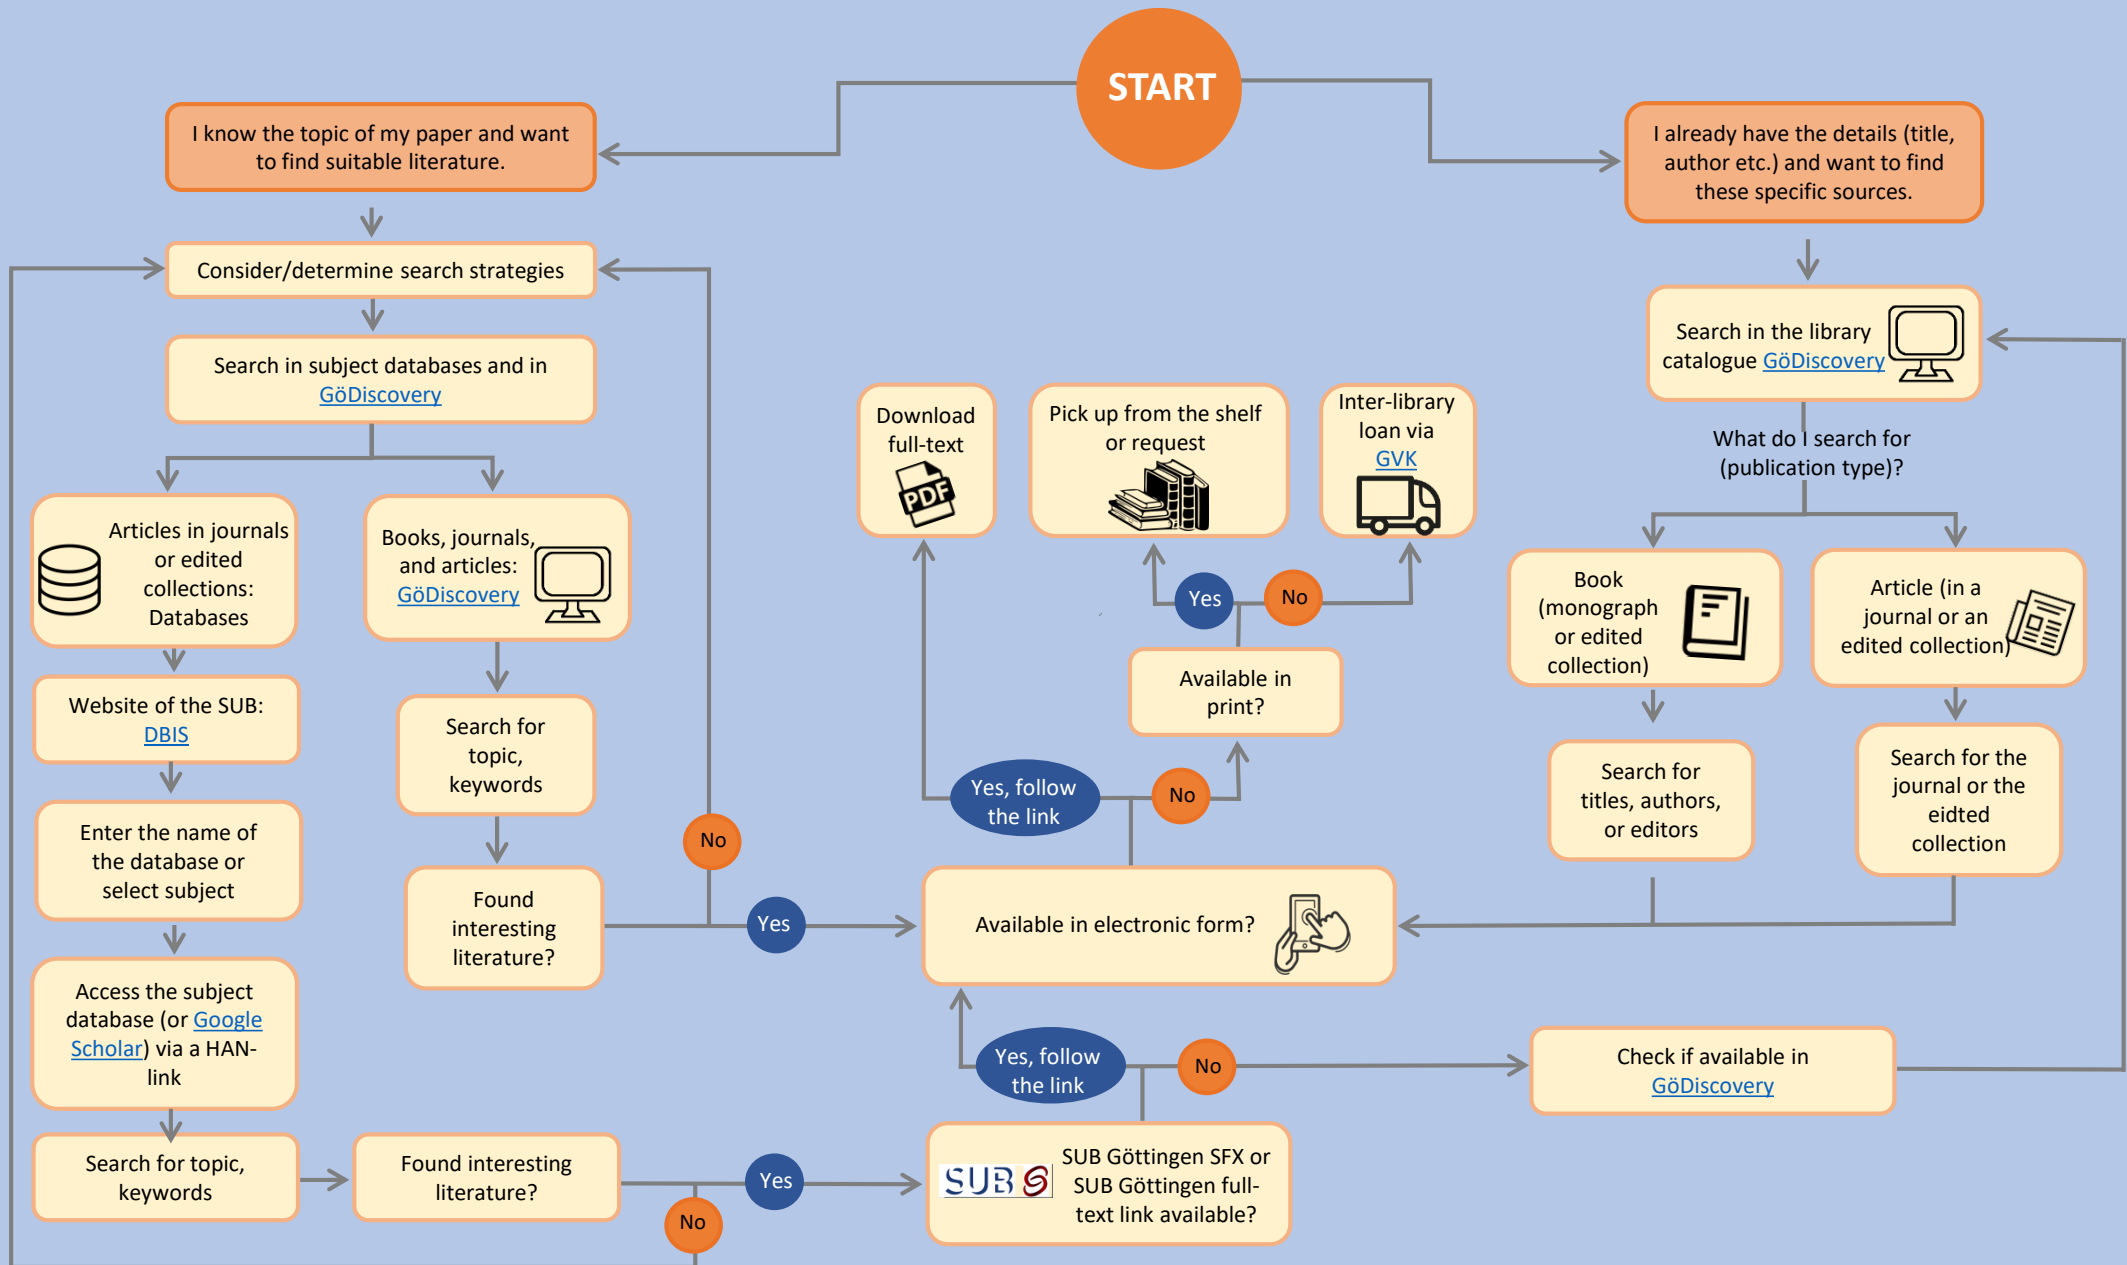 START
I know the topic of my paper and want
to find suitable literature.
I already have the details (title,
author etc.) and want to find
these specific sources.
Consider/determine search strategies
Search in subject databases and in
GöDiscovery
Articles in journals
or edited
collections:
Databases
Books, journals,
and articles:
GöDiscovery
Website of the SUB:
DBIS
Search for
topic,
keywords
Enter the name of
the database or
select subject
Found
interesting
literature?
No
Yes
Access the subject
database (or Google
Scholar) via a HAN-
link
Search for topic,
keywords
Found interesting
literature?
Yes
No
SUB S
SUB Göttingen SFX or
SUB Göttingen full-
text link available?
Yes, follow
the link
No
Check if available in
GöDiscovery
Available in electronic form?
Yes, follow
the link
No
Download
full-text
PDF
Available in
print?
Yes
No
Pick up from the shelf
or request
Inter-library
loan via
GVK
Search in the library
catalogue GöDiscovery
What do I search for
(publication type)?
Book
(monograph
or edited
collection)
Article (in a
journal or an
edited collection)
Search for
titles, authors,
or editors
Search for the
journal or the
eidted
collection